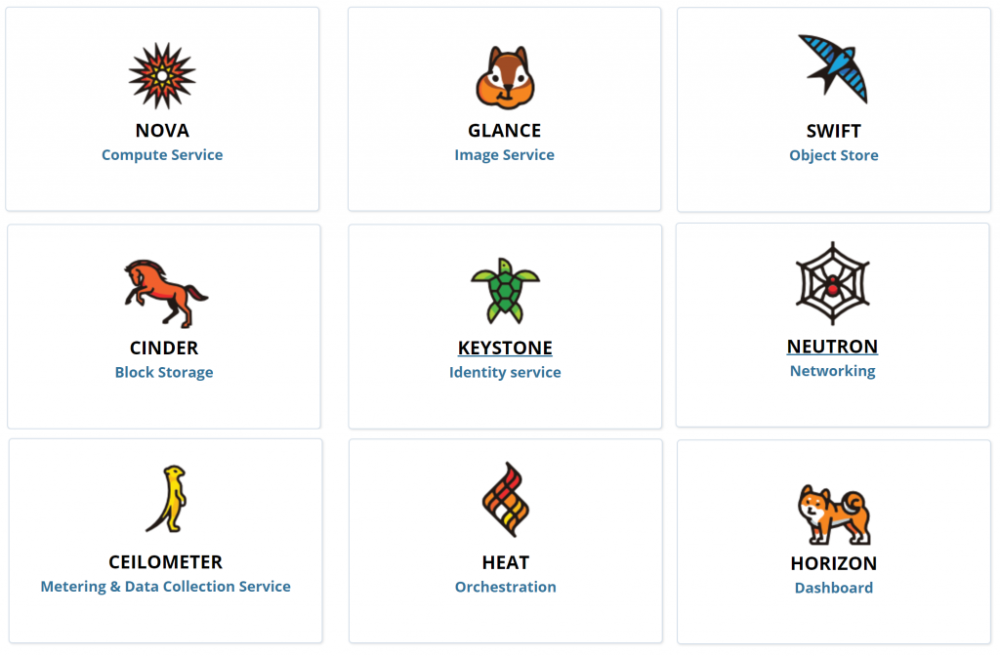 NOVA
Compute Service
GLANCE
Image Service
SWIFT
Object Store
CINDER
Block Storage
KEYSTONE
Identity service
NEUTRON
Networking
CEILOMETER
Metering & Data Collection Service
HEAT
Orchestration
HORIZON
Dashboard